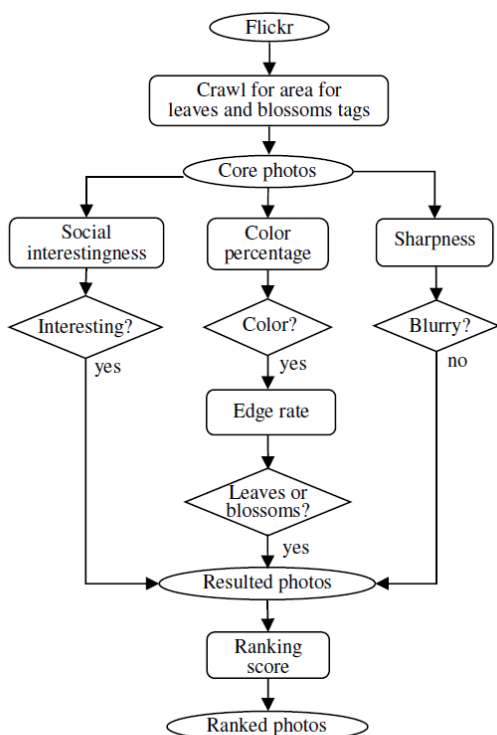 Flickr
Crawl for area for
leaves and blossoms tags
Core photos
Social
interestingness
Color
percentage
Sharpness
Interesting?
Color?
Blurry?
yes
yes
no
Edge rate
Leaves or
blossoms?
yes
Resulted photos
Ranking
score
Ranked photos